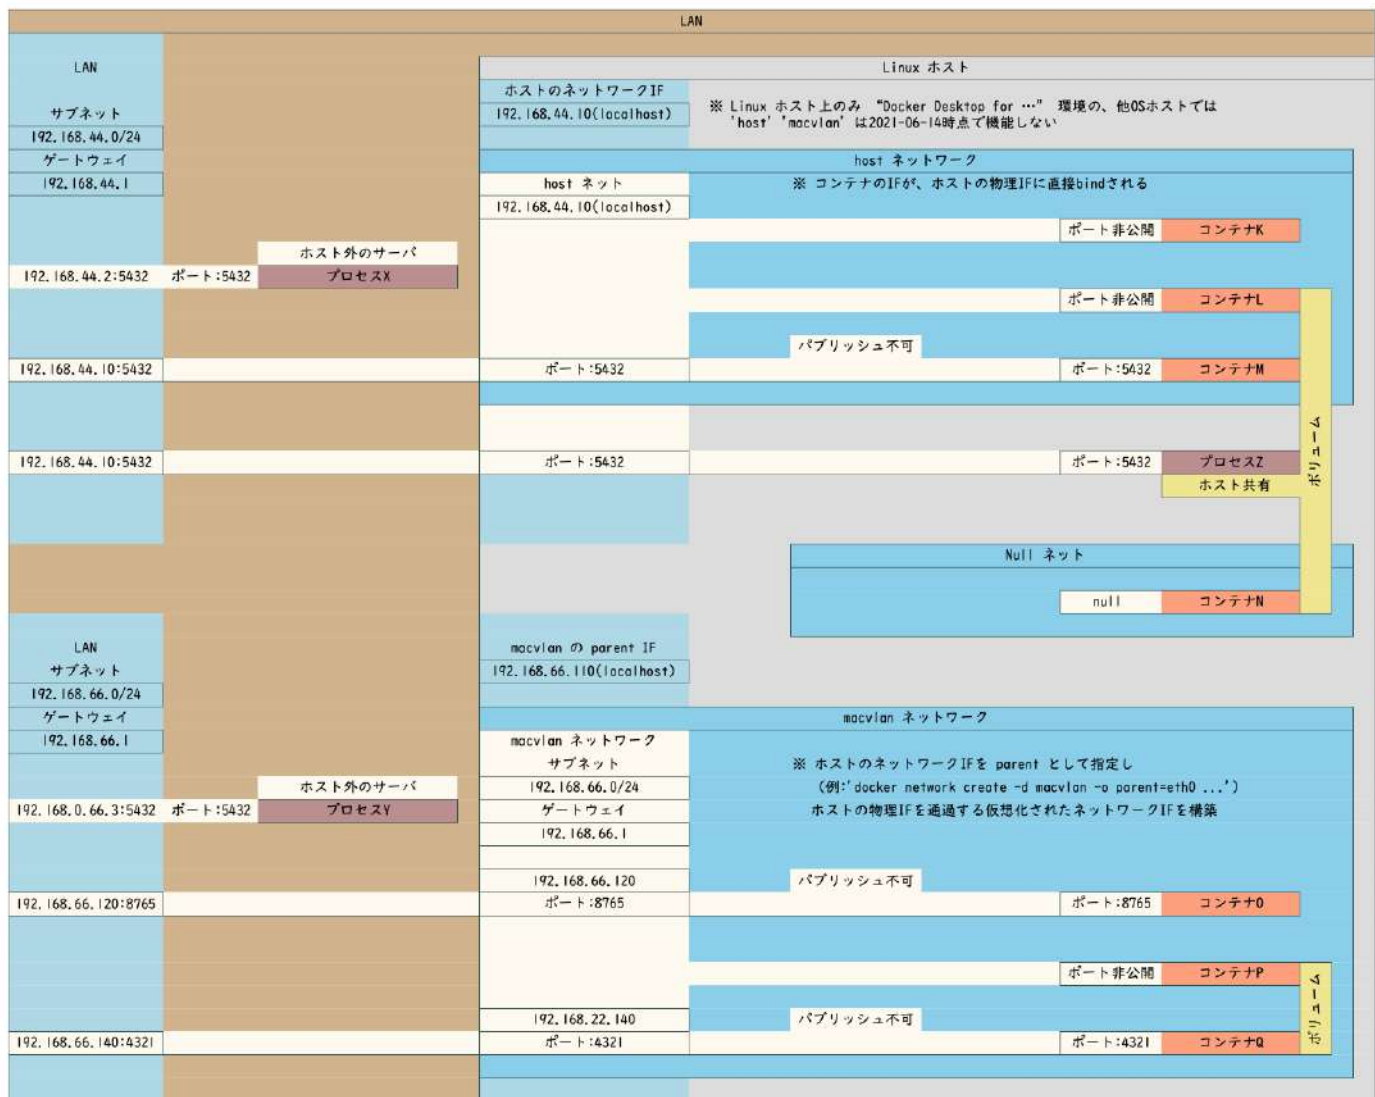 LAN
LAN
Linux ホスト
ホストのネットワークIF
サブネット
192.168.44.10(localhost)
※ Linux ホスト上のみ “Docker Desktop for …” 環境の、他OSホストでは
'host' 'macvlan' は2021-06-14時点で機能しない
192.168.44.0/24
ゲートウェイ
host ネットワーク
192.168.44.1
host ネット
※ コンテナのIFが、ホストの物理IFに直接bindされる
192.168.44.10(localhost)
ポート非公開
コンテナK
ホスト外のサーバ
192.168.44.2:5432
ポート:5432
プロセスX
ポート非公開
コンテナL
パブリッシュ不可
192.168.44.10:5432
ポート:5432
ポート:5432
コンテナM
ボリューム
192.168.44.10:5432
ポート:5432
ポート:5432
プロセスZ
ホスト共有
Null ネット
null
コンテナN
LAN
macvlan の parent IF
サブネット
192.168.66.110(localhost)
192.168.66.0/24
ゲートウェイ
macvlan ネットワーク
192.168.66.1
macvlan ネットワーク
サブネット
※ ホストのネットワークIFを parent として指定し
ホスト外のサーバ
192.168.66.0/24
(例:'docker network create -d macvlan -o parent=eth0 ...')
192.168.0.66.3:5432
ポート:5432
プロセスY
ゲートウェイ
ホストの物理IFを通過する仮想化されたネットワークIFを構築
192.168.66.1
192.168.66.120
パブリッシュ不可
192.168.66.120:8765
ポート:8765
ポート:8765
コンテナO
ポート非公開
コンテナP
ボリューム
192.168.22.140
パブリッシュ不可
192.168.66.140:4321
ポート:4321
ポート:4321
コンテナQ